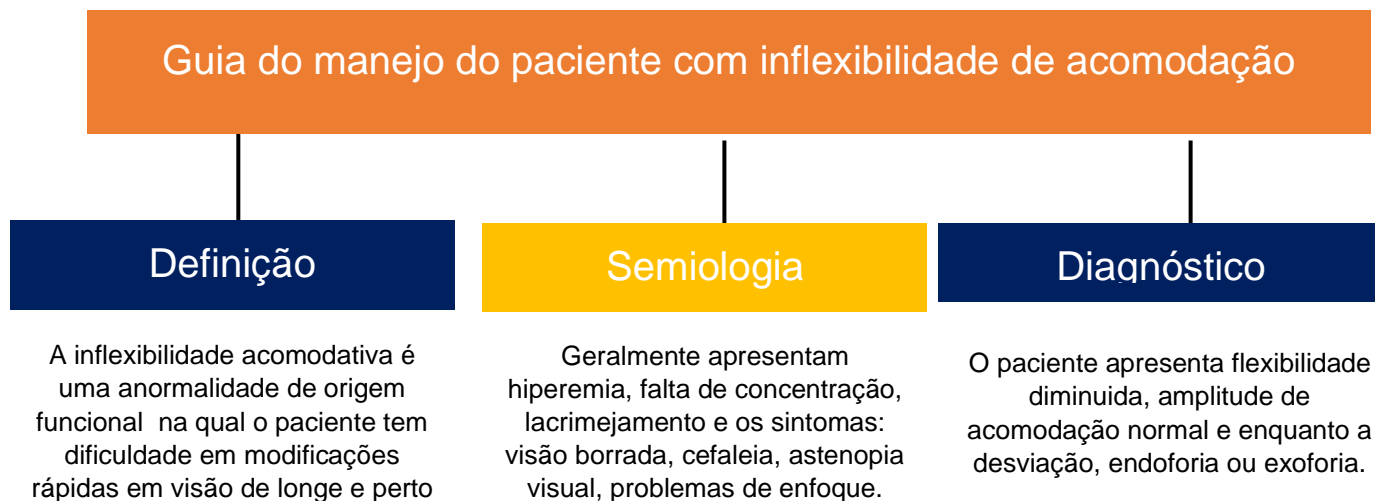 Guia do manejo do paciente com inflexibilidade de acomodação
Definição
A inflexibilidade acomodativa é
uma anormalidade de origem
funcional na qual o paciente tem
dificuldade em modificações
rápidas em visão de longe e perto
Semiologia
Geralmente apresentam
hiperemia, falta de concentração,
lacrimejamento e os sintomas:
visão borrada, cefaleia, astenopia
visual, problemas de enfoque.
Diagnóstico
O paciente apresenta flexibilidade
diminuida, amplitude de
acomodação normal e enquanto a
desviação, endoforia ou exoforia.